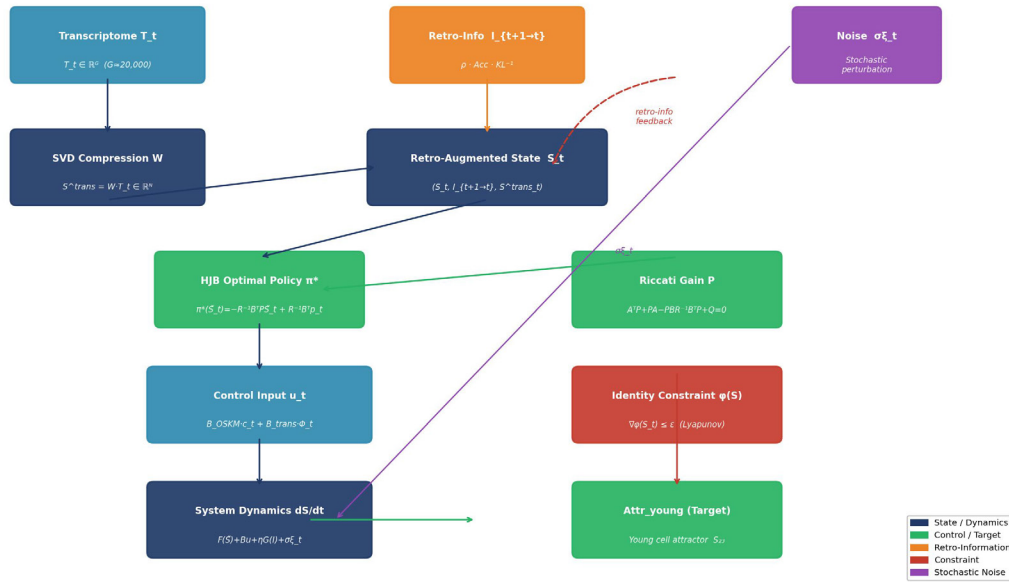 Transcriptome T_t
T_t ∈ ℝᴳ (G≈20,000)
Retro-Info I_{t+1→t}
ρ · Acc · KL⁻¹
Noise σξ_t
Stochastic
perturbation
retro-info
feedback
SVD Compression W
S^trans = W·T_t ∈ ℝᴺ
Retro-Augmented State S̃_t
(S_t, I_{t+1→t}, S^trans_t)
σξ_t
HJB Optimal Policy π*
π*(S̃_t)=−R⁻¹BᵀPS̃_t + R⁻¹Bᵀp_t
Riccati Gain P
AᵀP+PA−PBR⁻¹BᵀP+Q=0
Control Input u_t
B_OSKM·c_t + B_trans·Φ_t
Identity Constraint φ(S)
∇φ(S_t) ≤ ε (Lyapunov)
System Dynamics dS/dt
F(S̃)+Bu+ηG(I)+σξ_t
Attr_young (Target)
Young cell attractor S₂₅
State / Dynamics
Control / Target
Retro-Information
Constraint
Stochastic Noise